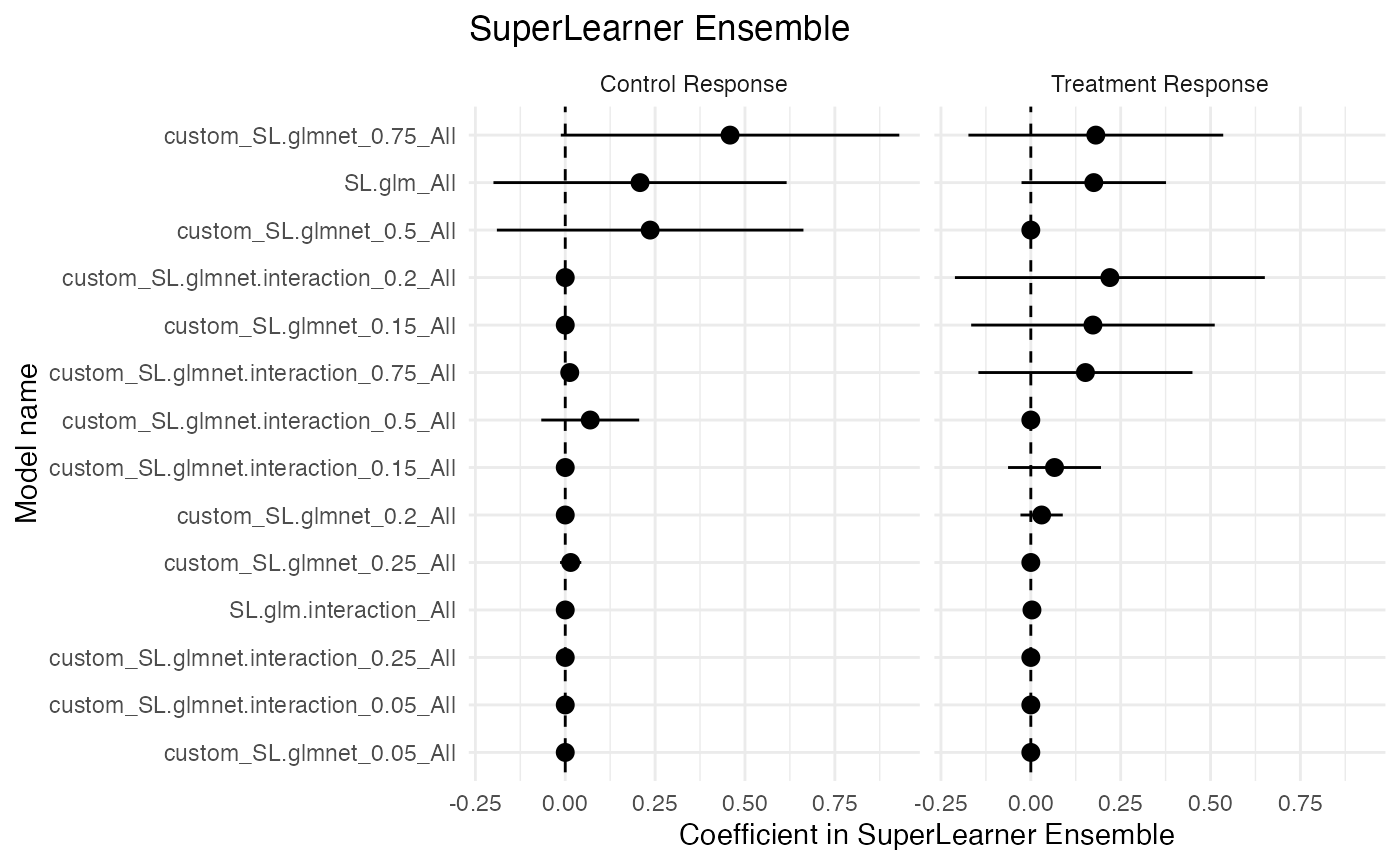 SuperLearner Ensemble
Control Response
Treatment Response
Model name
custom_SL.glmnet_0.75_All
SL.glm_All
custom_SL.glmnet_0.5_All
custom_SL.glmnet.interaction_0.2_All
custom_SL.glmnet_0.15_All
custom_SL.glmnet.interaction_0.75_All
custom_SL.glmnet.interaction_0.5_All
custom_SL.glmnet.interaction_0.15_All
custom_SL.glmnet_0.2_All
custom_SL.glmnet_0.25_All
SL.glm.interaction_All
custom_SL.glmnet.interaction_0.25_All
custom_SL.glmnet.interaction_0.05_All
custom_SL.glmnet_0.05_All
-0.25 0.00 0.25 0.50 0.75
-0.25 0.00 0.25 0.50 0.75
Coefficient in SuperLearner Ensemble